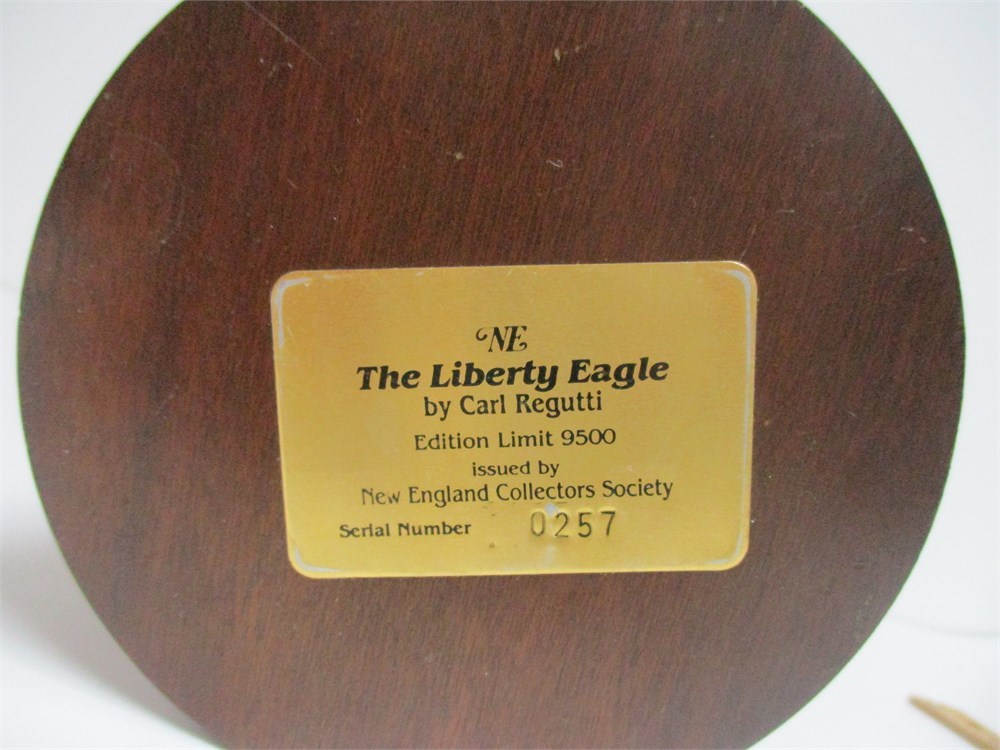 NE
The Liberty Eagle
by Carl Regutti
Edition Limit 9500
issued by
New England Collectors Society
Serial Number 0257